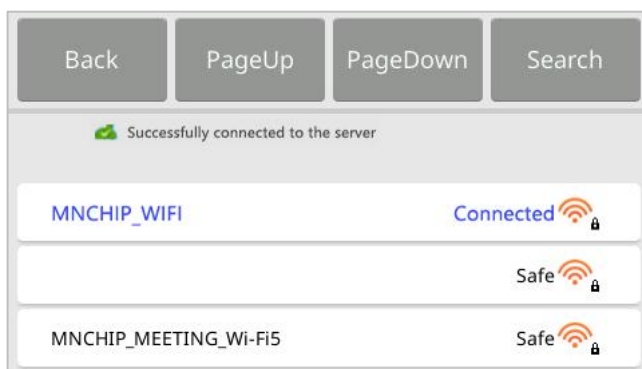 Back PageUp PageDown Search
Successfully connected to the server
MNCHIP_WIFI Connected
Safe
MNCHIP_MEETING_Wi-Fi5 Safe